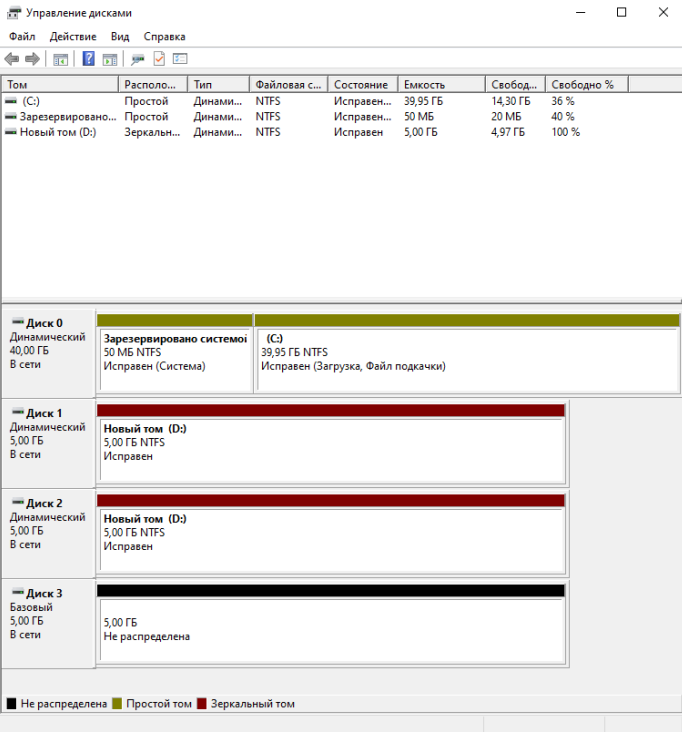 Управление дисками
Файл Действие Вид Справка
Том Располо... Тип Файловая с... Состояние Емкость Свобод... Свободно %
(C:) Простой Динами... NTFS Исправен... 39,95 ГБ 14,30 ГБ 36 %
Зарезервировано... Простой Динами... NTFS Исправен... 50 МБ 20 МБ 40 %
Новый том (D:) Зеркальн... Динами... NTFS Исправен 5,00 ГБ 4,97 ГБ 100 %
Диск 0
Динамический
40,00 ГБ
В сети
Зарезервировано системоі
50 МБ NTFS
Исправен (Система)
(C:)
39,95 ГБ NTFS
Исправен (Загрузка, Файл подкачки)
Диск 1
Динамический
5,00 ГБ
В сети
Новый том (D:)
5,00 ГБ NTFS
Исправен
Диск 2
Динамический
5,00 ГБ
В сети
Новый том (D:)
5,00 ГБ NTFS
Исправен
Диск 3
Базовый
5,00 ГБ
В сети
5,00 ГБ
Не распределена
Не распределена Простой том Зеркальный том